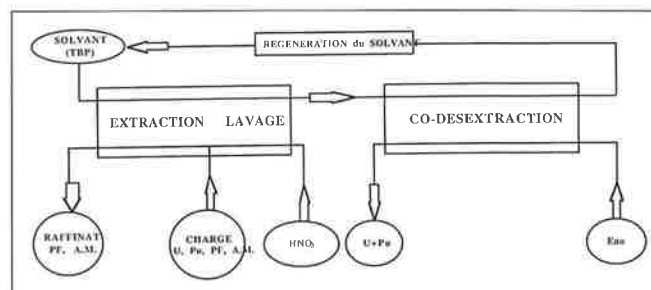 SOLVANT
(TBP)
REGENERATION du SOLVANT
EXTRACTION LAVAGE
CO-DESEXTRACTION
RAFFINAT
PF, A.M.
CHARGE
U, Pu, PF, A.M.
HNO₃
U+Pu
Eau